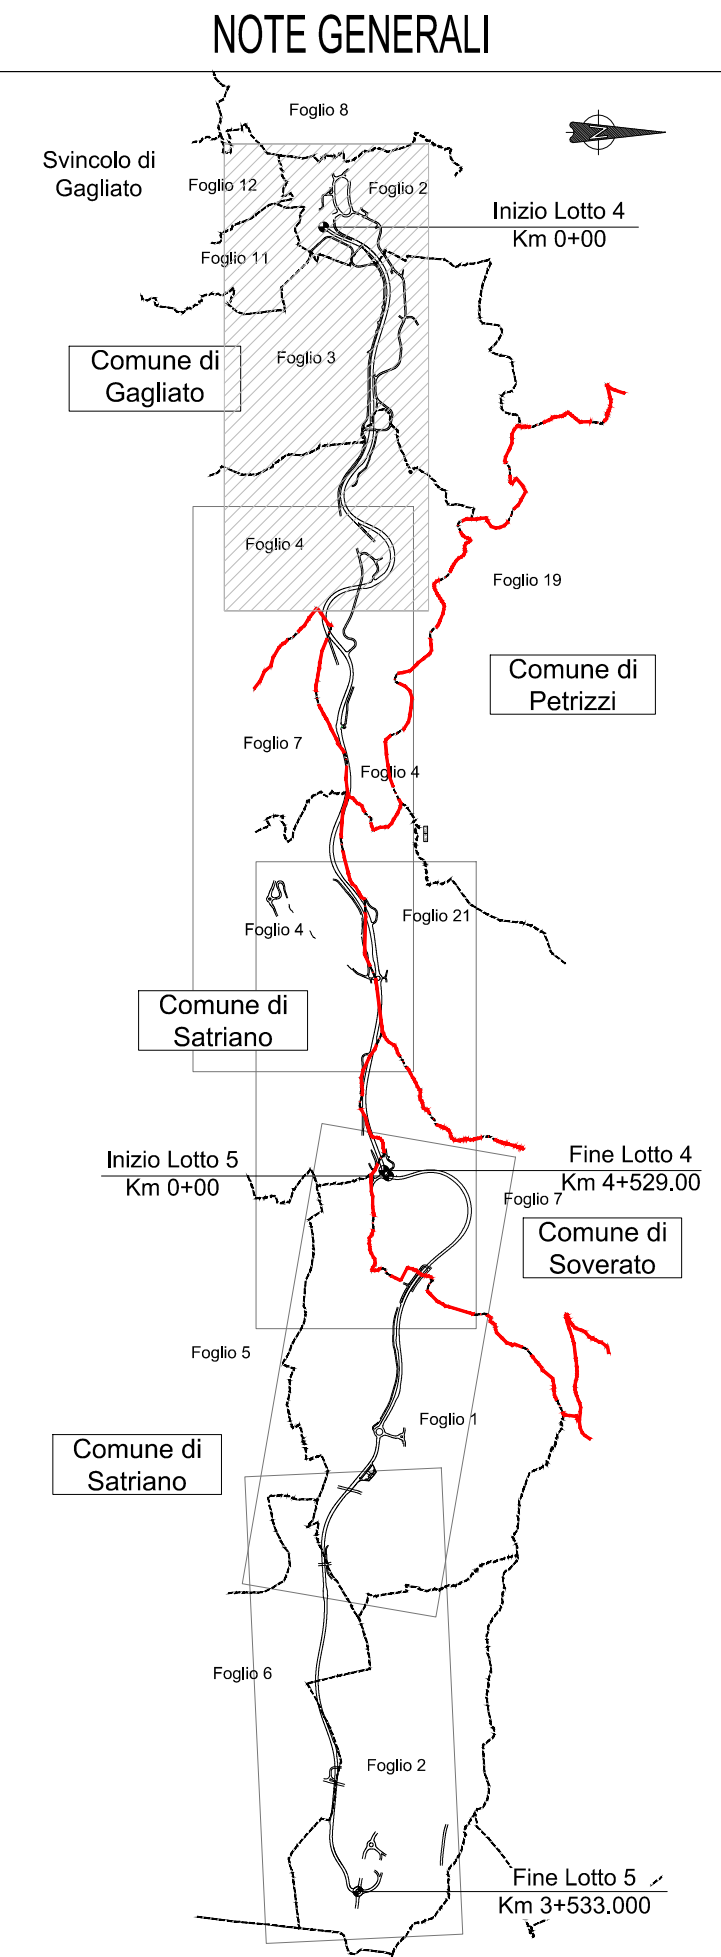 NOTE GENERALI
Foglio 8
N
Svincolo di
Gagliato
Foglio 12
Foglio 2
Inizio Lotto 4
Km 0+00
Foglio 11
Foglio 3
Comune di
Gagliato
Foglio 4
Foglio 19
Comune di
Petrizzi
Foglio 7
Foglio 4
Foglio 21
Foglio 4
Comune di
Satriano
Inizio Lotto 5
Km 0+00
Fine Lotto 4
Km 4+529.00
Foglio 7
Comune di
Soverato
Foglio 5
Foglio 1
Comune di
Satriano
Foglio 6
Foglio 2
Fine Lotto 5
Km 3+533.000